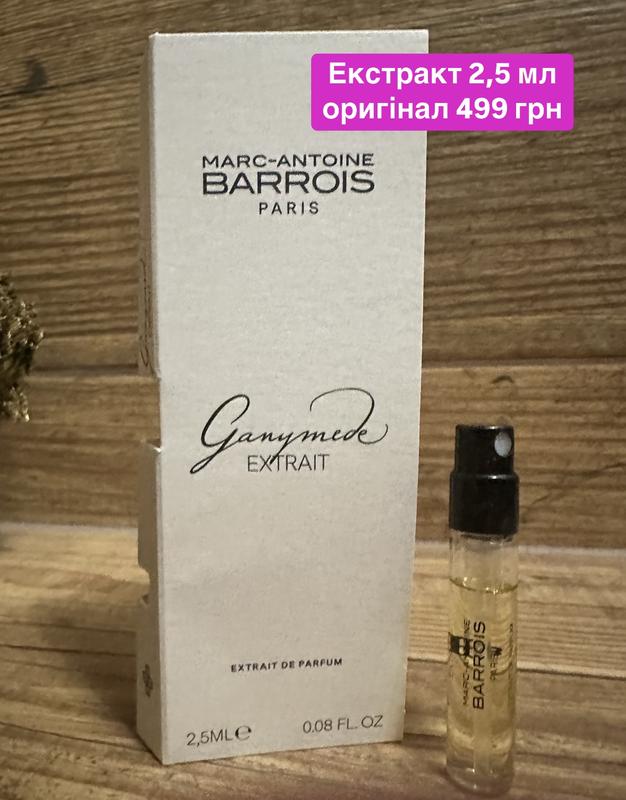 Екстракт 2,5 мл
оригінал 499 грн
MARC-ANTOINE
BARROIS
PARIS
Ganymede
EXTRAIT
EXTRAIT DE PARFUM
2,5ML℮ 0.08 FL. OZ
MARC-ANTOINE
BARROIS
PARIS